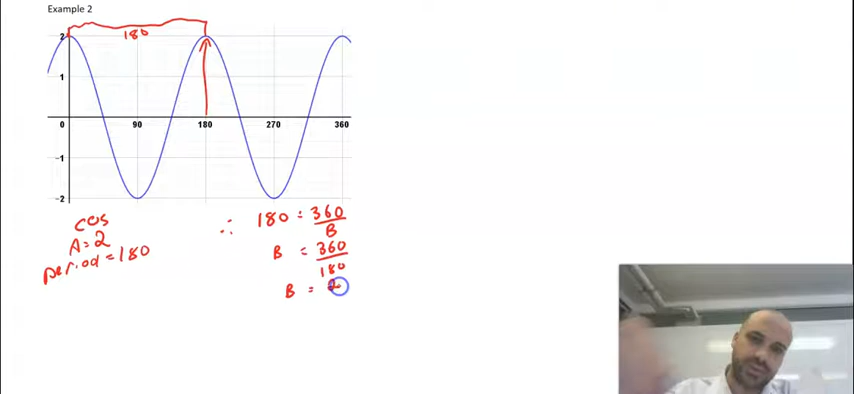 Example 2
180
2
1
0 90 180 270 360
-1
-2
cos
A = 2
period = 180
∴ 180 = 360/B
B = 360/180
B = 2